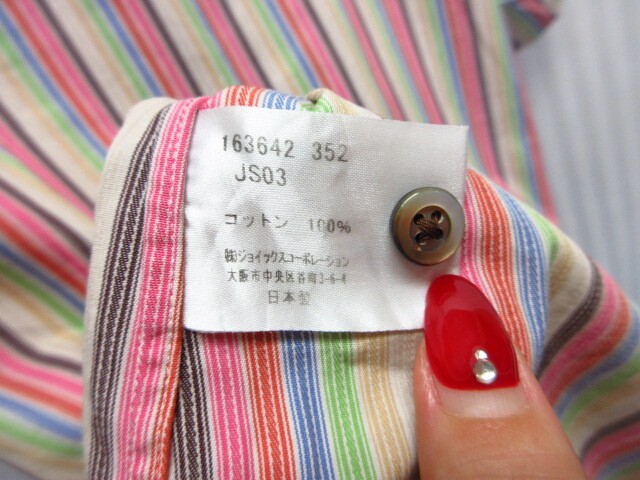 163642 352
JS03
コットン 100%
㈱ジョイックスコーポレーション
大阪市中央区谷町3-6-4
日本製